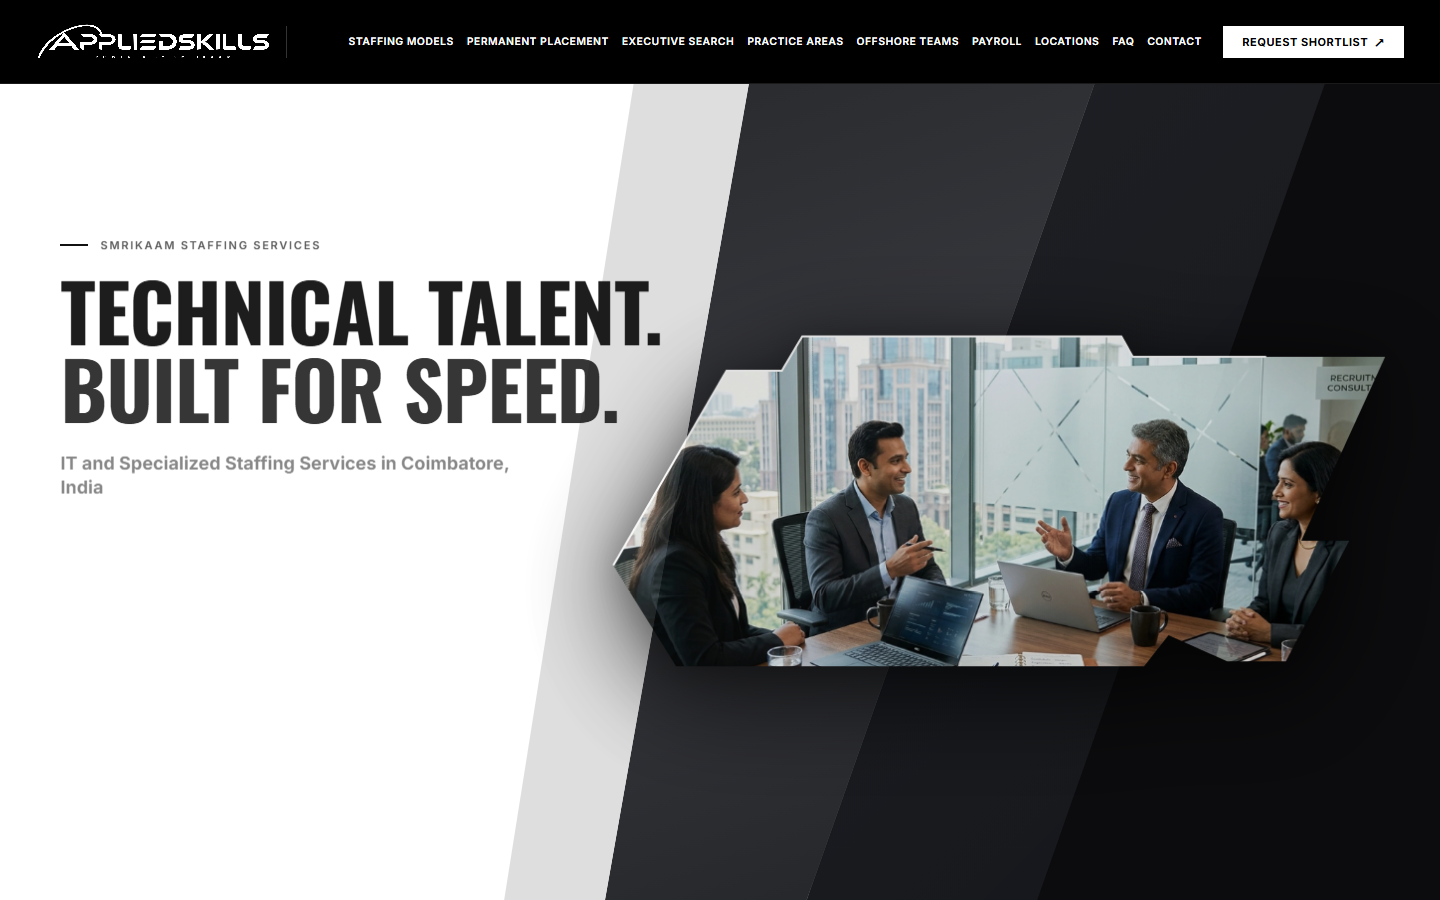 APPLIEDSKILLS
STAFFING MODELS PERMANENT PLACEMENT EXECUTIVE SEARCH PRACTICE AREAS OFFSHORE TEAMS PAYROLL LOCATIONS FAQ CONTACT REQUEST SHORTLIST ↗
SMRIKAAM STAFFING SERVICES
TECHNICAL TALENT.
BUILT FOR SPEED.
IT and Specialized Staffing Services in Coimbatore,
India